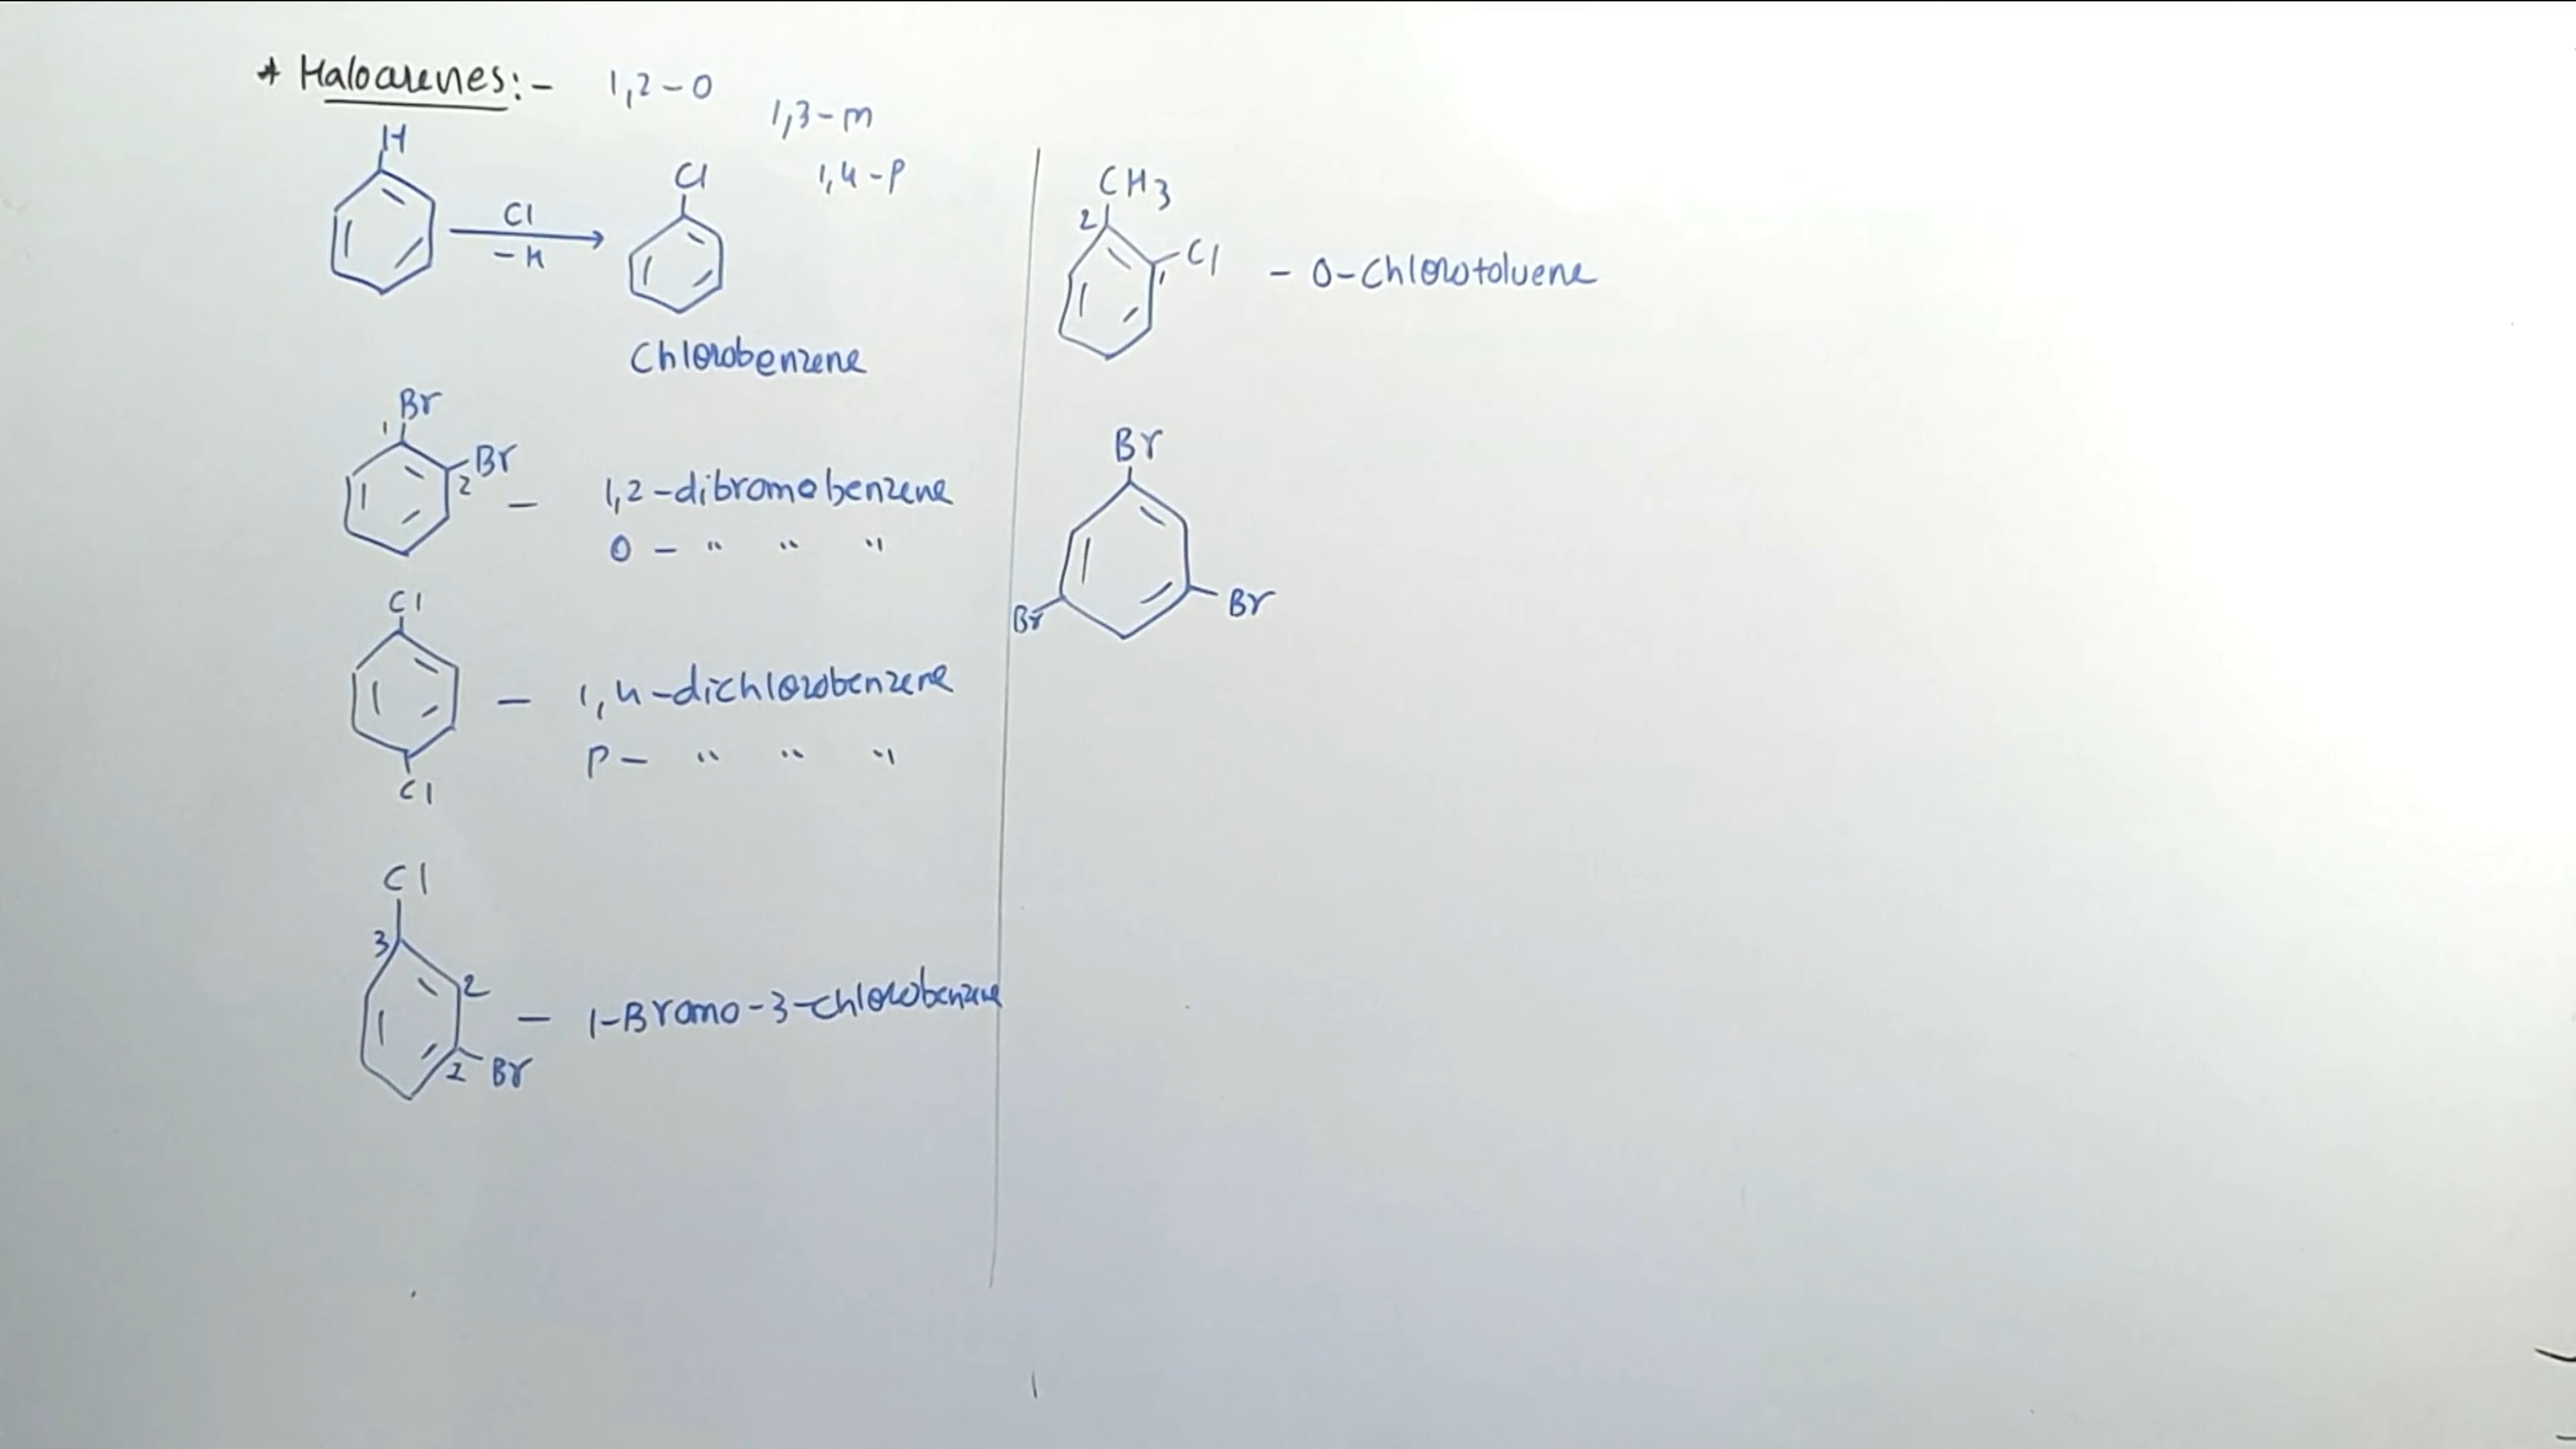 * Haloarenes:- 1,2-O
1,3-m
1,4-P
H
Cl
-H
Cl
Chlorobenzene
Br
1
Br
2
- 1,2-dibromobenzene
O - " " "
Cl
Cl
- 1,4-dichlorobenzene
P- " " "
Cl
3
2
1
Br
- 1-Bromo-3-chlorobenzene
CH3
2
Cl
1
- O-Chlorotoluene
Br
Br
Br